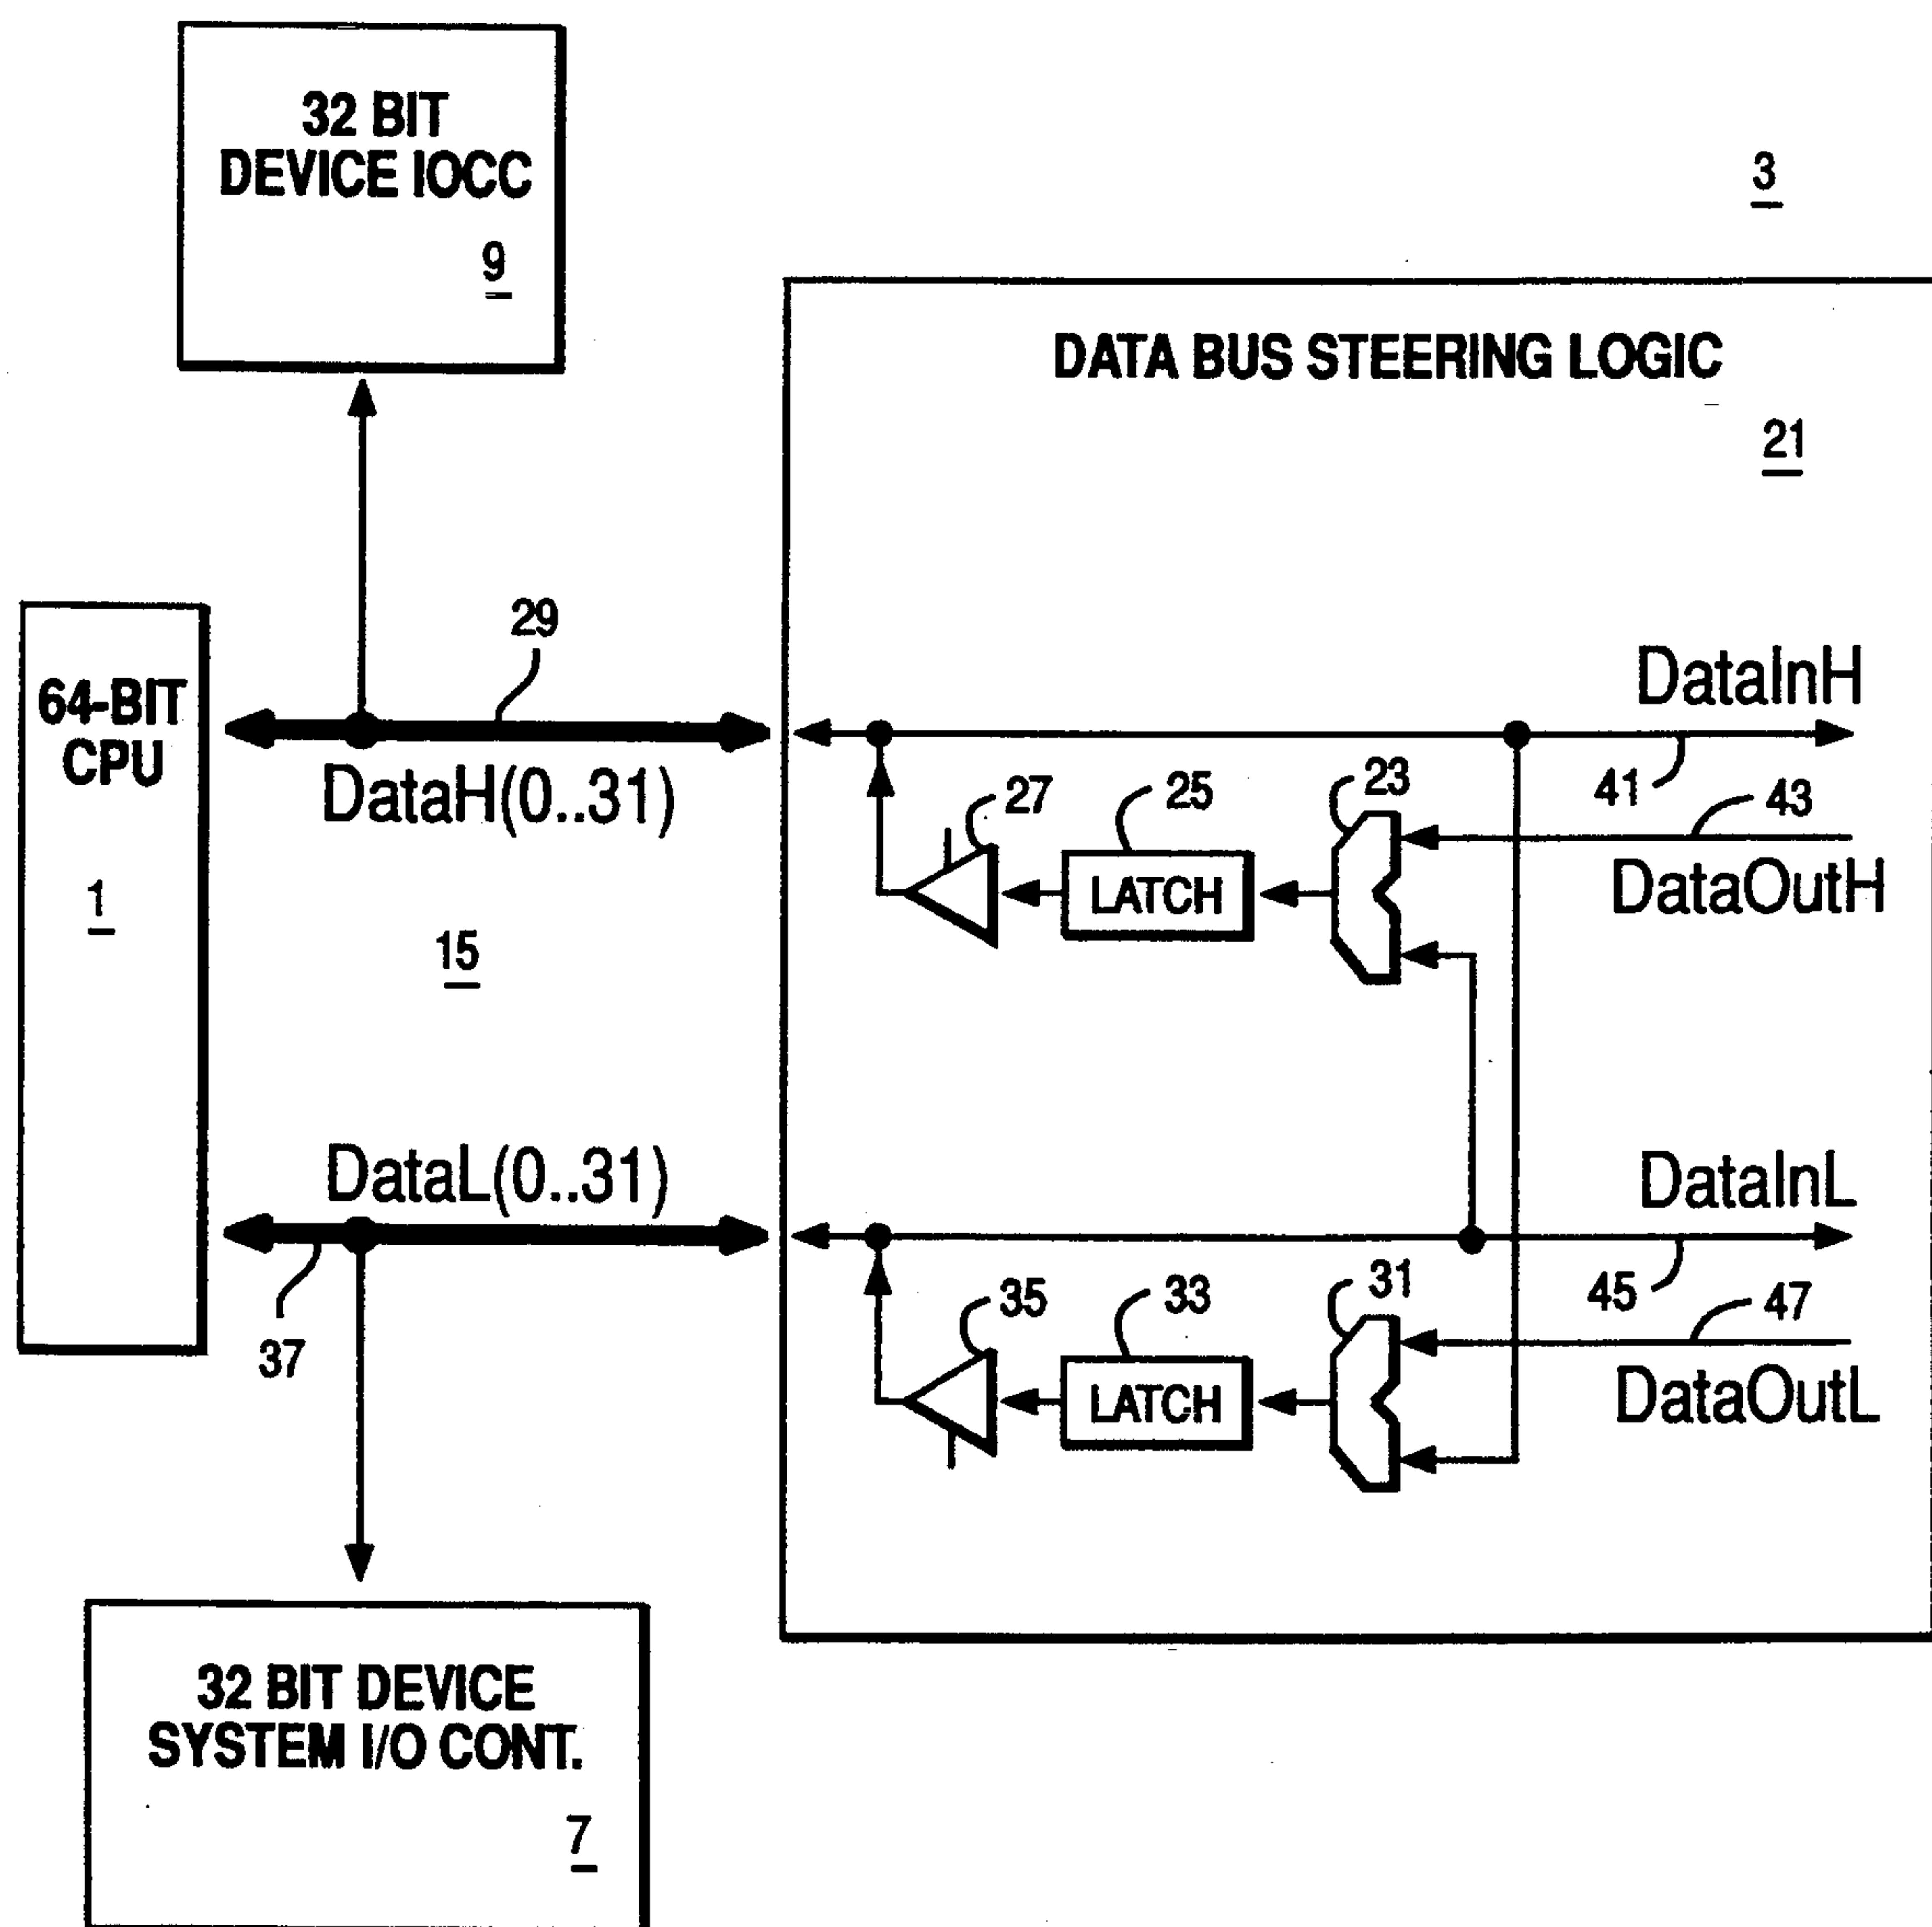 32 BIT
DEVICE IOCC
9
3
DATA BUS STEERING LOGIC
21
29
64-BIT
CPU
1
DataH(0..31)
15
DataInH
41
43
27
25
23
LATCH
DataOutH
DataL(0..31)
37
DataInL
45
47
35
33
31
LATCH
DataOutL
32 BIT DEVICE
SYSTEM I/O CONT.
7